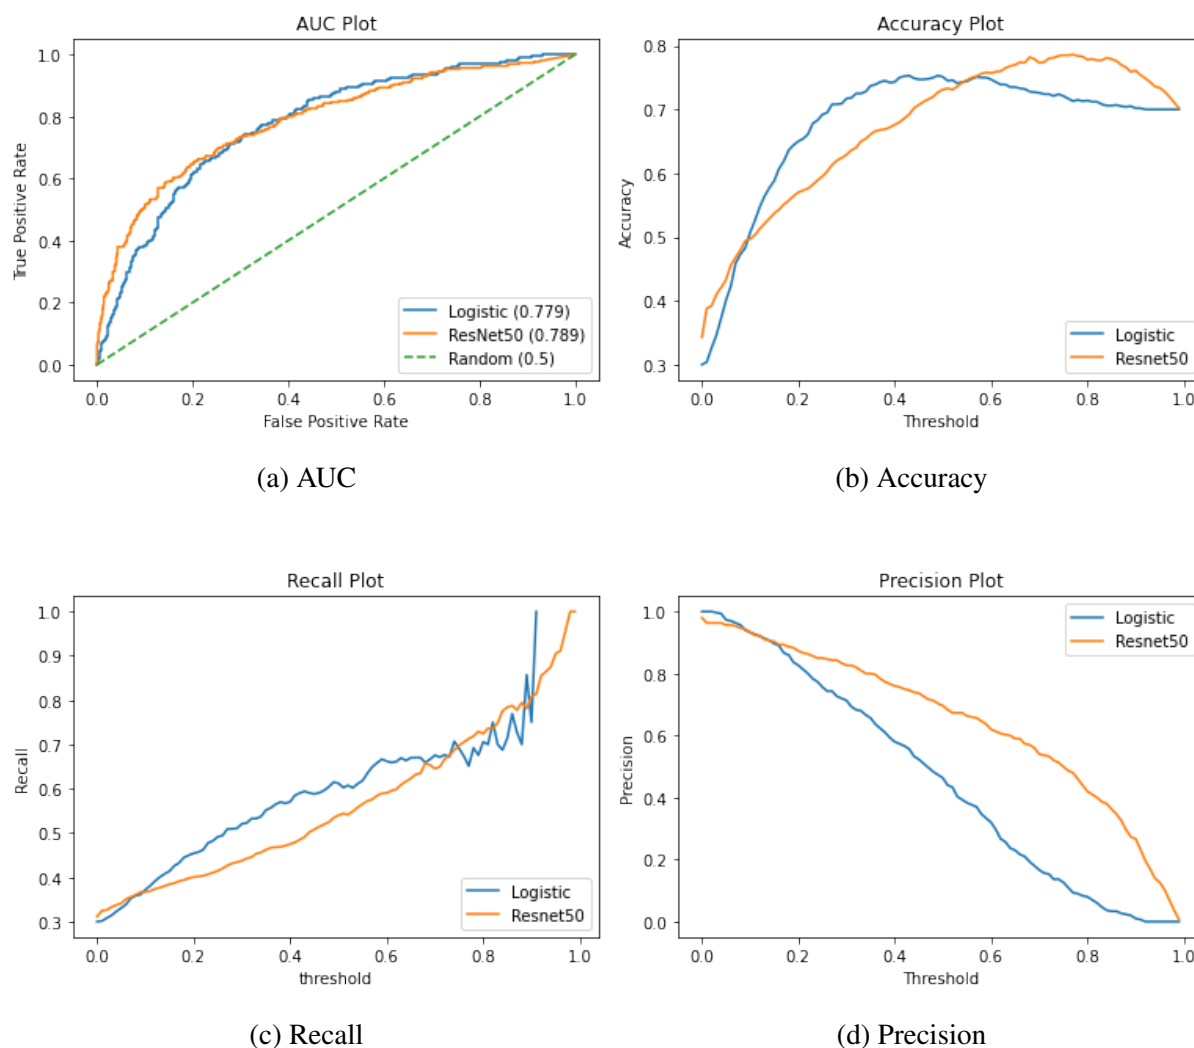 AUC Plot
1.0
0.8
0.6
0.4
0.2
0.0
True Positive Rate
0.0 0.2 0.4 0.6 0.8 1.0
False Positive Rate
Logistic (0.779)
ResNet50 (0.789)
Random (0.5)
(a) AUC
Accuracy Plot
0.8
0.7
0.6
0.5
0.4
0.3
Accuracy
0.0 0.2 0.4 0.6 0.8 1.0
Threshold
Logistic
Resnet50
(b) Accuracy
Recall Plot
1.0
0.9
0.8
0.7
0.6
0.5
0.4
0.3
Recall
0.0 0.2 0.4 0.6 0.8 1.0
threshold
Logistic
Resnet50
(c) Recall
Precision Plot
1.0
0.8
0.6
0.4
0.2
0.0
Precision
0.0 0.2 0.4 0.6 0.8 1.0
Threshold
Logistic
Resnet50
(d) Precision